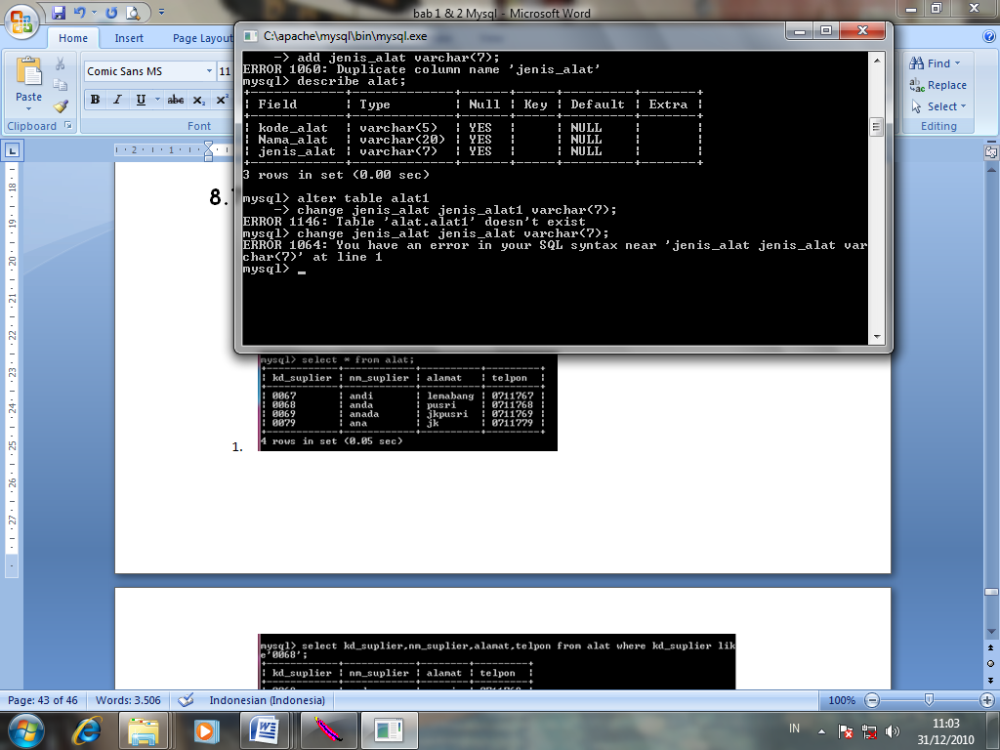 bab 1 & 2 Mysql - Microsoft Word
Home Insert Page Layout
Paste
Clipboard
Comic Sans MS 11
B I U abe x₂ x²
Font
Find
Replace
Select
Editing
C:\apache\mysql\bin\mysql.exe
-> add jenis_alat varchar(7);
ERROR 1060: Duplicate column name 'jenis_alat'
mysql> describe alat;
+------------+-------------+------+-----+---------+-------+
| Field | Type | Null | Key | Default | Extra |
+------------+-------------+------+-----+---------+-------+
| kode_alat | varchar(5) | YES | | NULL | |
| Nama_alat | varchar(20) | YES | | NULL | |
| jenis_alat | varchar(7) | YES | | NULL | |
+------------+-------------+------+-----+---------+-------+
3 rows in set (0.00 sec)
mysql> alter table alat1
-> change jenis_alat jenis_alat1 varchar(7);
ERROR 1146: Table 'alat.alat1' doesn't exist
mysql> change jenis_alat jenis_alat varchar(7);
ERROR 1064: You have an error in your SQL syntax near 'jenis_alat jenis_alat var
char(7)' at line 1
mysql> _
8.
mysql> select * from alat;
+------------+------------+----------+---------+
| kd_suplier | nm_suplier | alamat | telpon |
+------------+------------+----------+---------+
| 0067 | andi | lemabang | 0711767 |
| 0068 | anda | pusri | 0711768 |
| 0069 | anada | jkpusri | 0711769 |
| 0079 | ana | jk | 0711779 |
+------------+------------+----------+---------+
4 rows in set (0.05 sec)
1.
mysql> select kd_suplier,nm_suplier,alamat,telpon from alat where kd_suplier lik
e'0068';
+------------+------------+--------+---------+
| kd_suplier | nm_suplier | alamat | telpon |
+------------+------------+--------+---------+
Page: 43 of 46 Words: 3.506 Indonesian (Indonesia) 100%
IN 11:03
31/12/2010